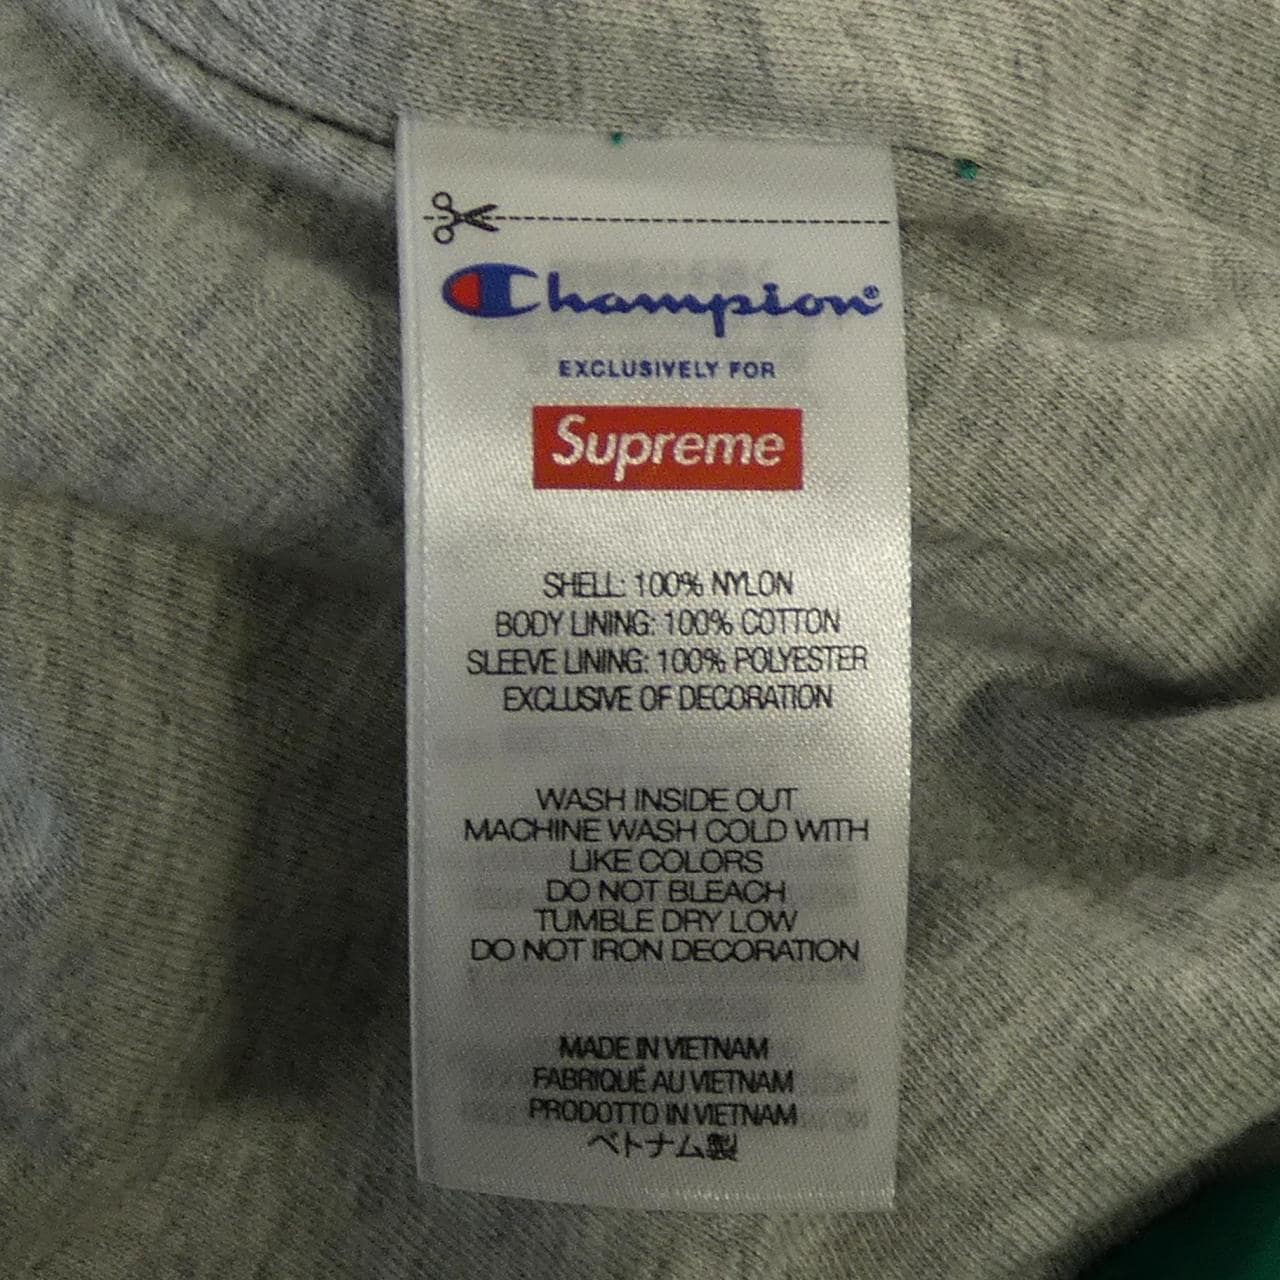 Champion®
EXCLUSIVELY FOR
Supreme
SHELL: 100% NYLON
BODY LINING: 100% COTTON
SLEEVE LINING: 100% POLYESTER
EXCLUSIVE OF DECORATION
WASH INSIDE OUT
MACHINE WASH COLD WITH
LIKE COLORS
DO NOT BLEACH
TUMBLE DRY LOW
DO NOT IRON DECORATION
MADE IN VIETNAM
FABRIQUÉ AU VIETNAM
PRODOTTO IN VIETNAM
ベトナム製